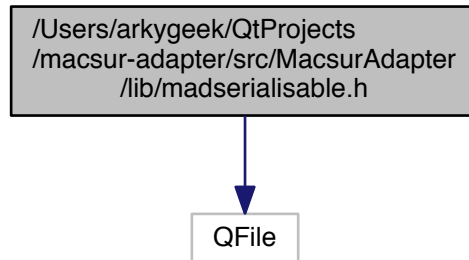 /Users/arkygeek/QtProjects
/macsur-adapter/src/MacsurAdapter
/lib/madserialisable.h
QFile